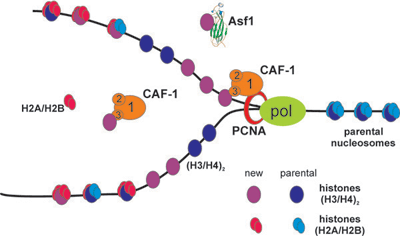 Asf1
CAF-1
2
1
3
CAF-1
2
1
3
H2A/H2B
PCNA
pol
parental
nucleosomes
(H3/H4)₂
new parental
histones
(H3/H4)₂
histones
(H2A/H2B)